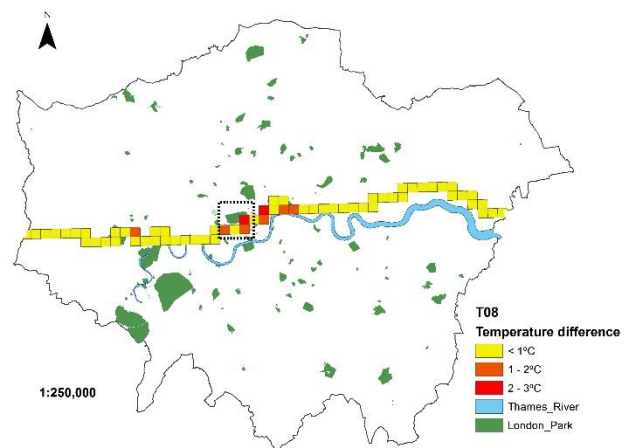 N
1:250,000
T08
Temperature difference
< 1ºC
1 - 2ºC
2 - 3ºC
Thames_River
London_Park